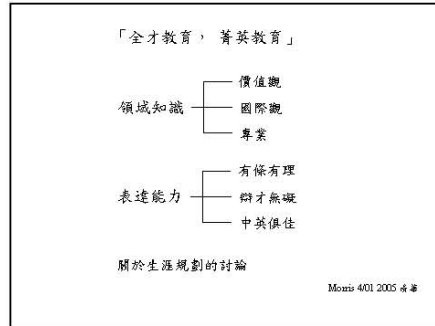 「全才教育， 菁英教育」
價值觀
領域知識
國際觀
專業
有條有理
表達能力
辯才無礙
中英俱佳
關於生涯規劃的討論
Morris 4/01 2005 清華